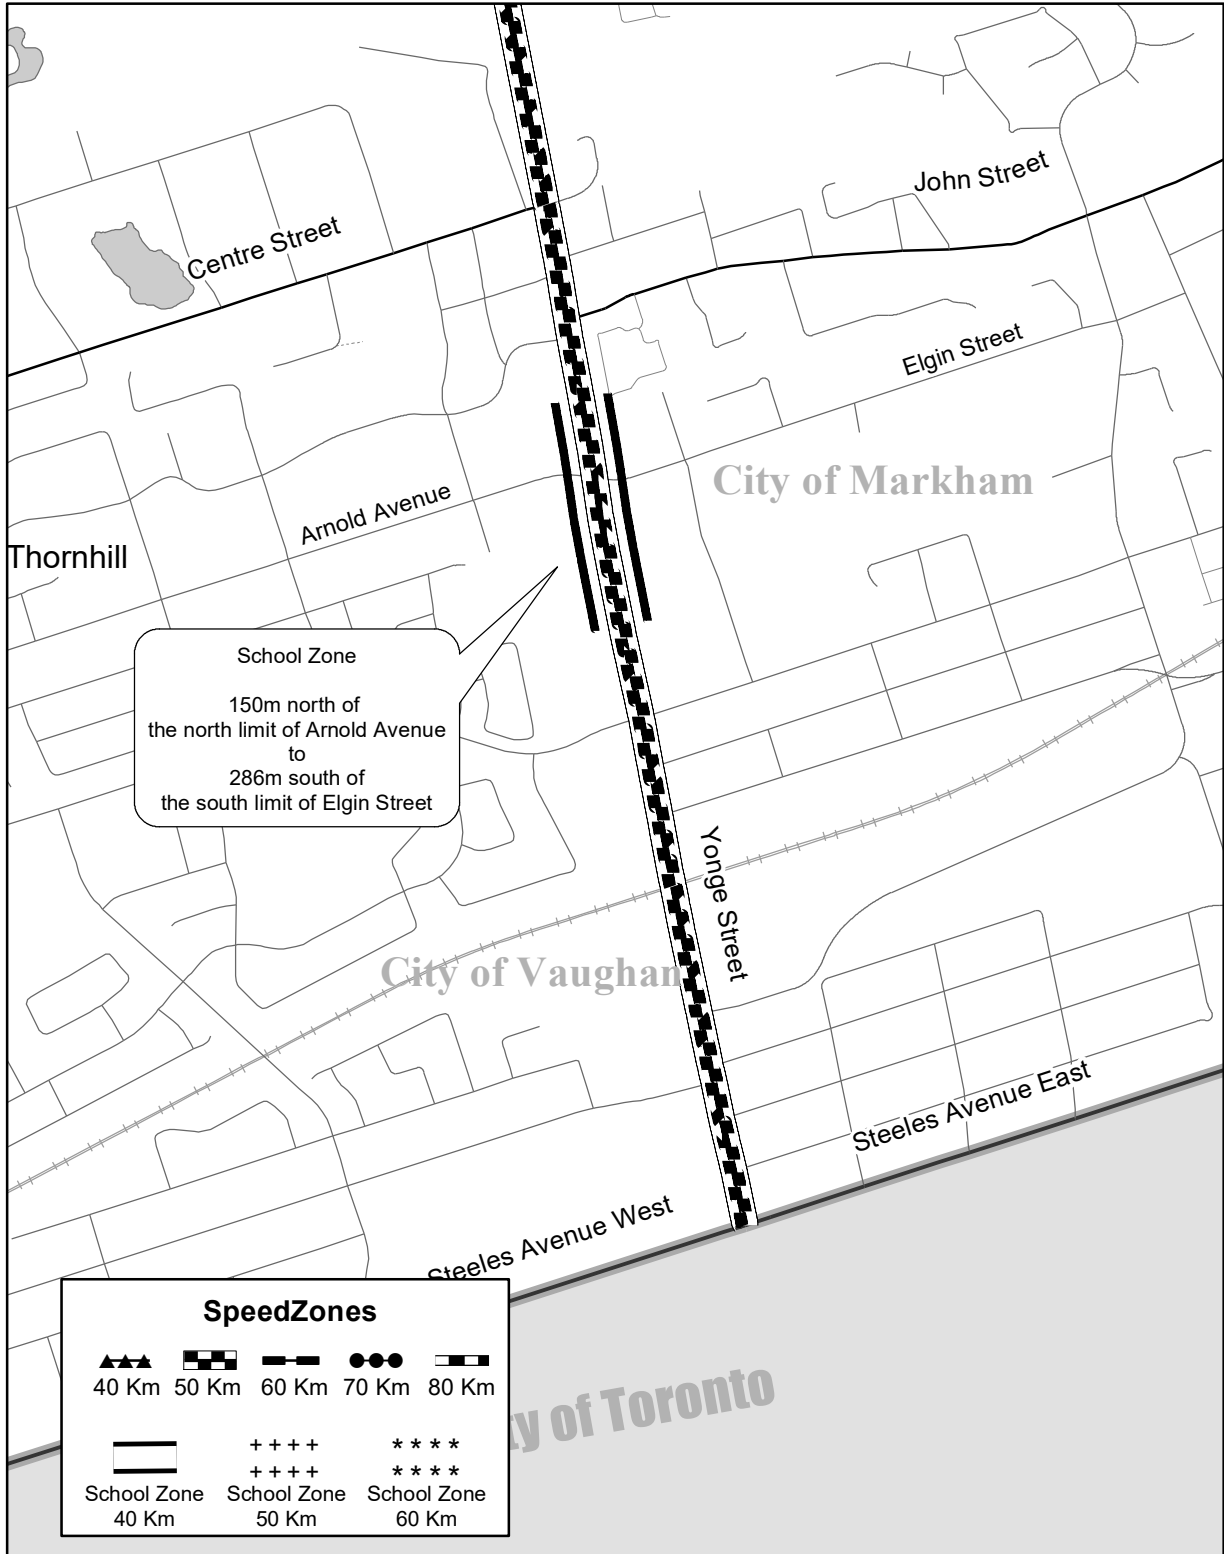 John Street
Centre Street
Elgin Street
City of Markham
Arnold Avenue
Thornhill
School Zone
150m north of
the north limit of Arnold Avenue
to
286m south of
the south limit of Elgin Street
Yonge Street
City of Vaughan
Steeles Avenue East
Steeles Avenue West
SpeedZones
40 Km 50 Km 60 Km 70 Km 80 Km
++++ ****
++++ ****
School Zone School Zone School Zone
40 Km 50 Km 60 Km
ty of Toronto